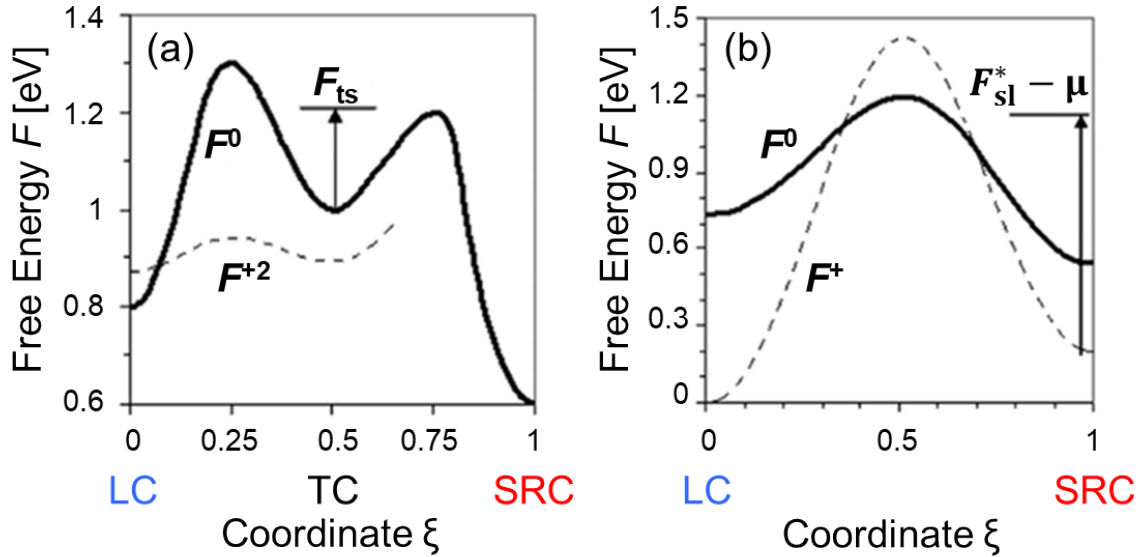 (a)
Free Energy F [eV]
1.4
1.2
1
0.8
0.6
F⁰
F_ts
F⁺²
0 0.25 0.5 0.75 1
LC TC SRC
Coordinate ξ
(b)
Free Energy F [eV]
1.5
1.2
0.9
0.6
0.3
0
F⁰
F*_sl − μ
F⁺
0 0.5 1
LC SRC
Coordinate ξ